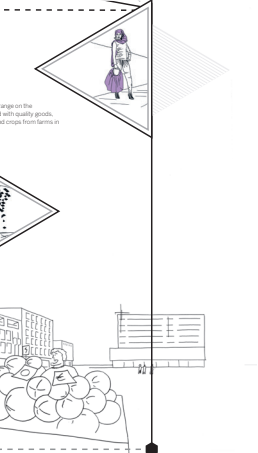 ange on the
d with quality goods.
nd crops from farms in